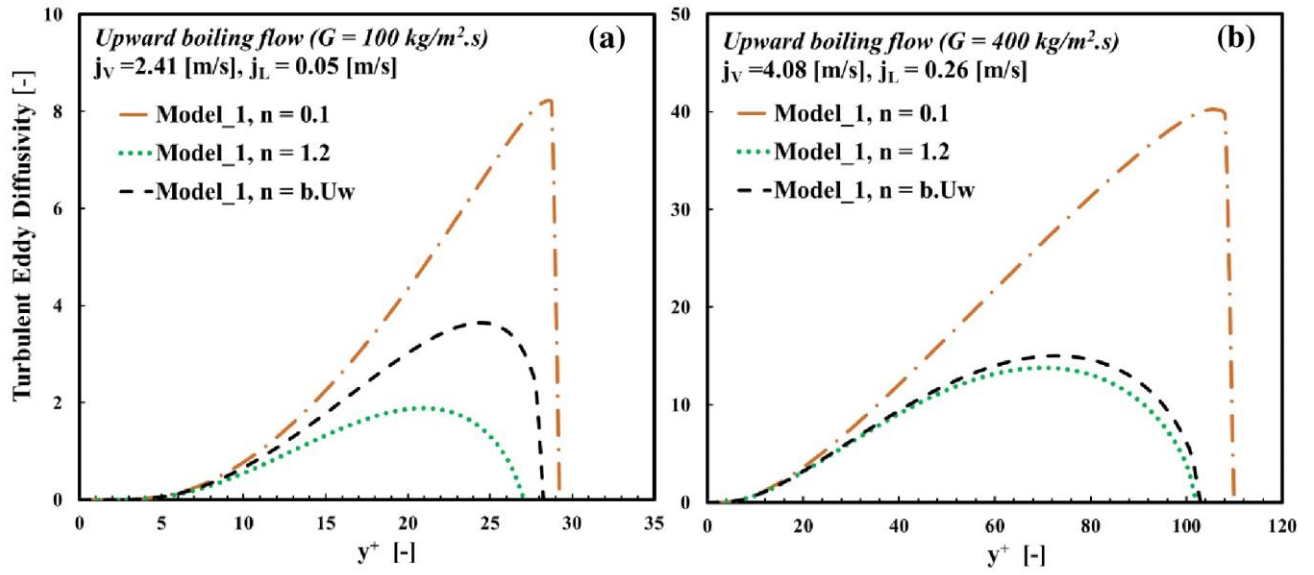 Turbulent Eddy Diffusivity [-]
10
8
6
4
2
0
Upward boiling flow (G = 100 kg/m².s)
(a)
jV =2.41 [m/s], jL = 0.05 [m/s]
Model_1, n = 0.1
Model_1, n = 1.2
Model_1, n = b.Uw
0 5 10 15 20 25 30 35
y⁺ [-]
50
40
30
20
10
0
Upward boiling flow (G = 400 kg/m².s)
(b)
jV =4.08 [m/s], jL = 0.26 [m/s]
Model_1, n = 0.1
Model_1, n = 1.2
Model_1, n = b.Uw
0 20 40 60 80 100 120
y⁺ [-]